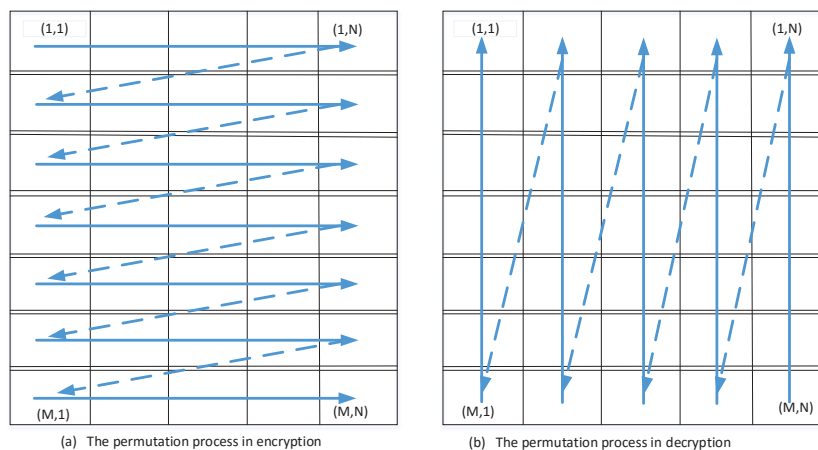 (1,1) (1,N)
(M,1) (M,N)
(a) The permutation process in encryption
(1,1) (1,N)
(M,1) (M,N)
(b) The permutation process in decryption